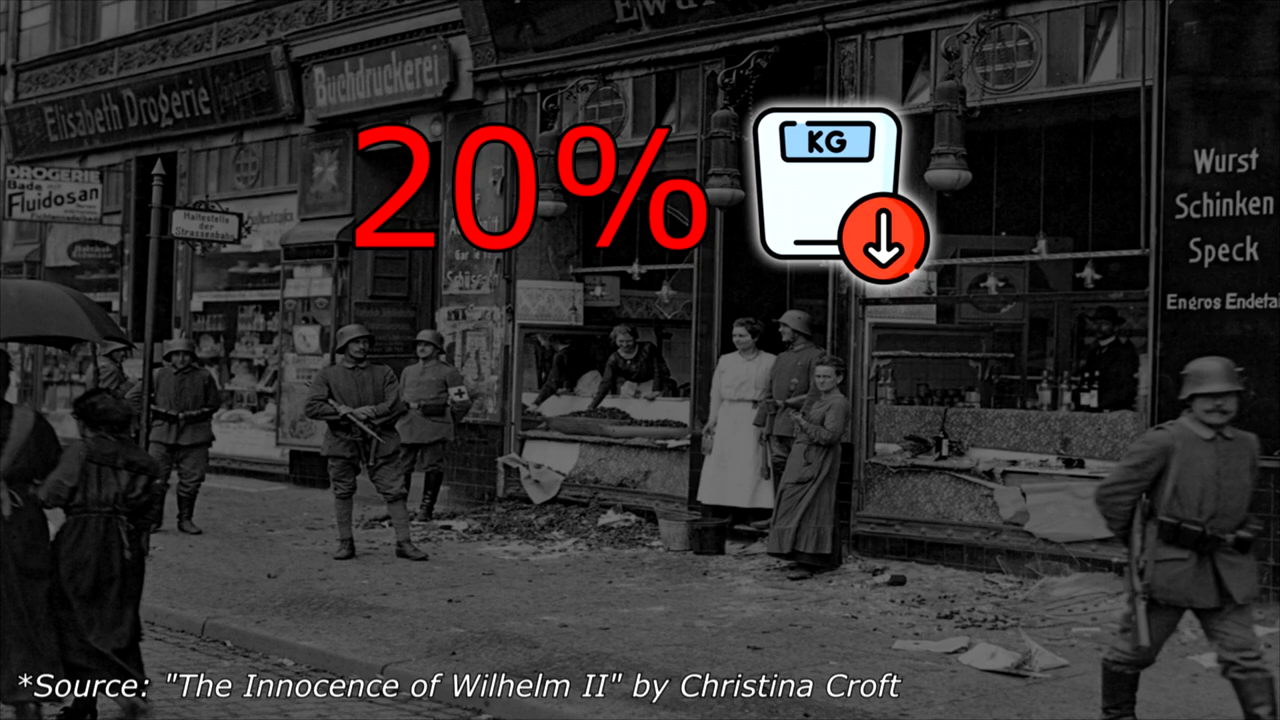 Elisabeth Drogerie
Buchdruckerei
20%
KG
DROGERIE
Bade
Fluidosan
Haltestelle
der
Strassenbahn
Wurst
Schinken
Speck
Engros
*Source: "The Innocence of Wilhelm II" by Christina Croft